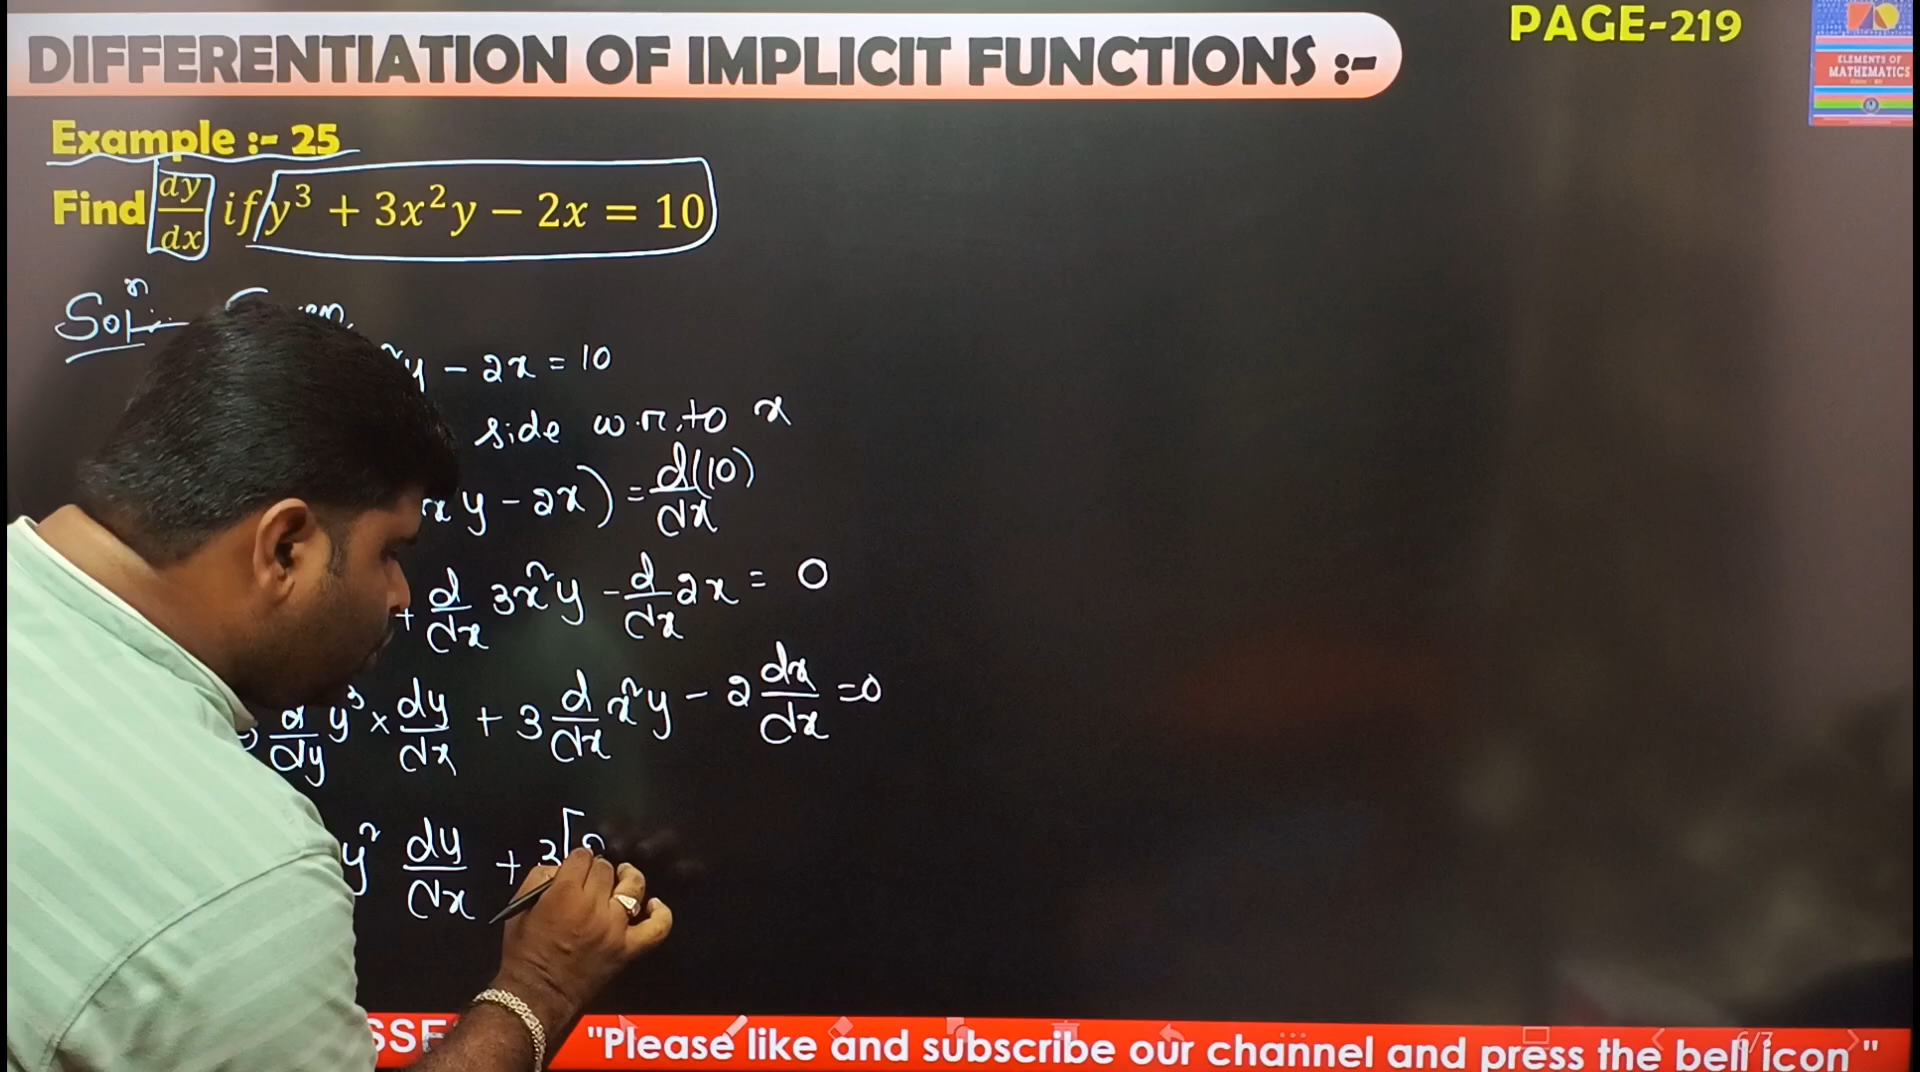 DIFFERENTIATION OF IMPLICIT FUNCTIONS :-
PAGE-219
ELEMENTS OF
MATHEMATICS
Example :- 25
Find dy/dx if y³ + 3x²y − 2x = 10
Solⁿ:-
y - 2x = 10
side w.r.to x
y - 2x) = d(10)/dx
+ d/dx 3x²y - d/dx 2x = 0
d/dy y³ × dy/dx + 3 d/dx x²y - 2 dx/dx = 0
y² dy/dx + 3[
"Please like and subscribe our channel and press the bell icon"
6/7